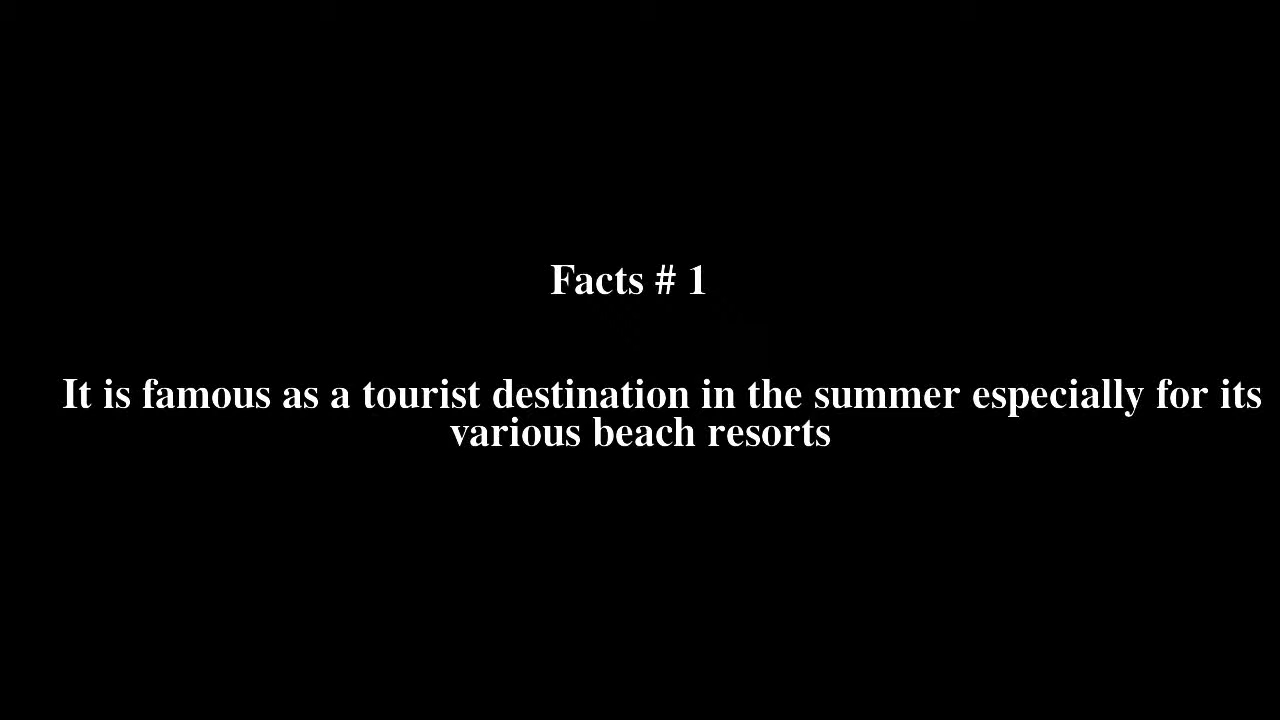 Facts # 1
It is famous as a tourist destination in the summer especially for its
various beach resorts